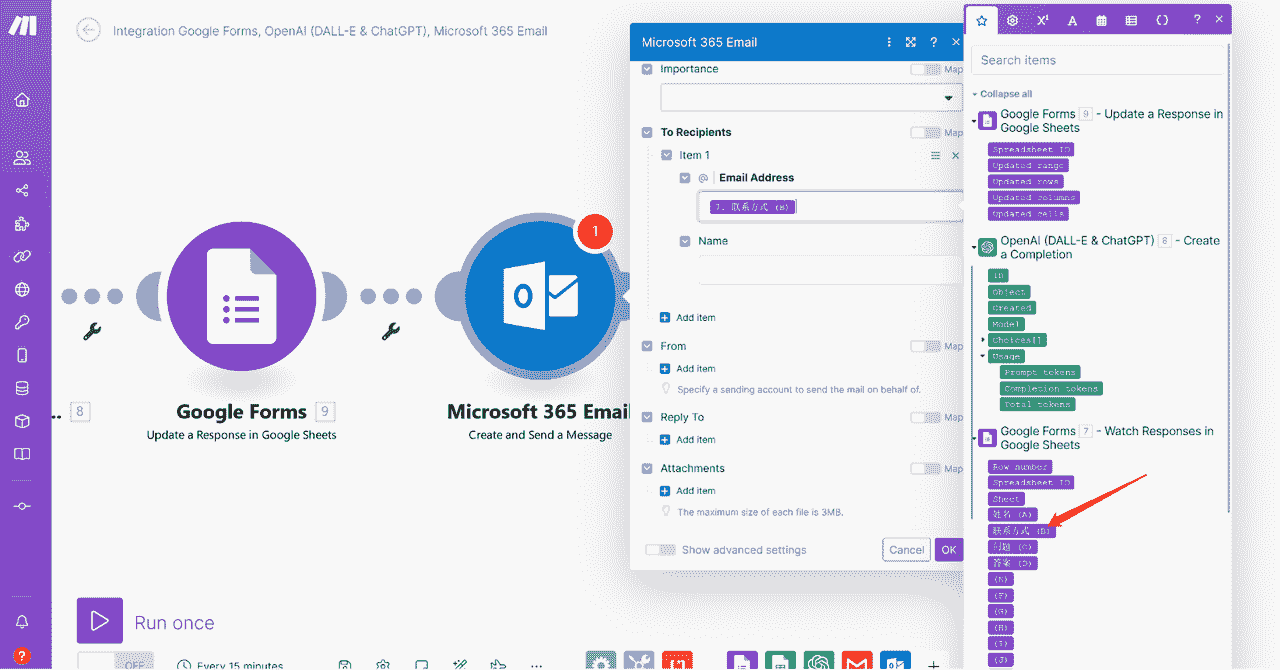 Integration Google Forms, OpenAI (DALL-E & ChatGPT), Microsoft 365 Email
8
Google Forms 9
Update a Response in Google Sheets
1
Microsoft 365 Email
Create and Send a Message
Run once
OFF
Every 15 minutes
Microsoft 365 Email
?
Importance
Map
To Recipients
Map
Item 1
@ Email Address
7. 联系方式 (B)
Name
Add item
From
Map
Add item
Specify a sending account to send the mail on behalf of.
Reply To
Map
Add item
Attachments
Map
Add item
The maximum size of each file is 3MB.
Show advanced settings
Cancel
OK
?
Search items
Collapse all
Google Forms 9 - Update a Response in
Google Sheets
Spreadsheet ID
Updated range
Updated rows
Updated columns
Updated cells
OpenAI (DALL-E & ChatGPT) 8 - Create
a Completion
ID
Object
Created
Model
Choices[]
Usage
Prompt tokens
Completion tokens
Total tokens
Google Forms 7 - Watch Responses in
Google Sheets
Row number
Spreadsheet ID
Sheet
姓名 (A)
联系方式 (B)
问题 (C)
答案 (D)
(F)
(G)
(H)
(I)
(J)